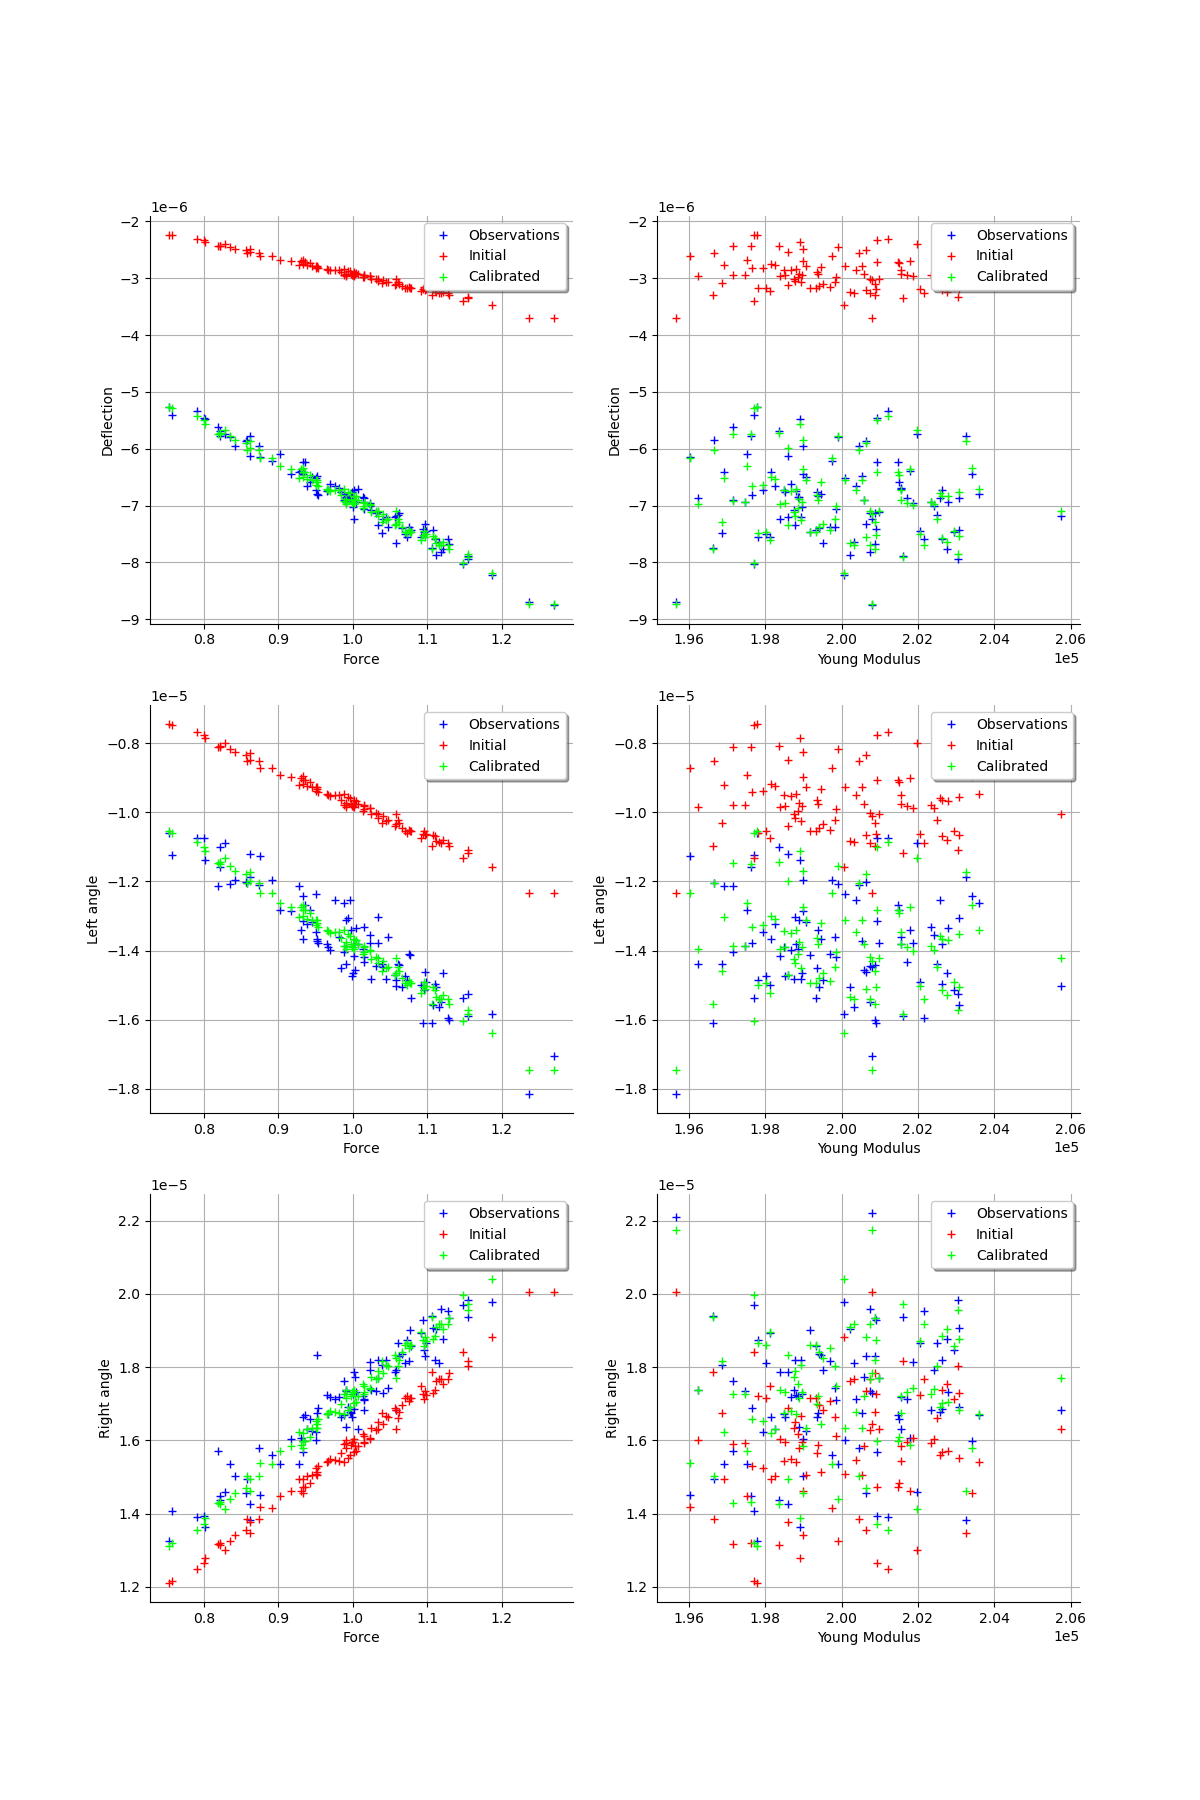 1e−6
−2
−3
−4
−5
−6
−7
−8
−9
Deflection
0.8 0.9 1.0 1.1 1.2
Force
Observations
Initial
Calibrated
1e−6
−2
−3
−4
−5
−6
−7
−8
−9
Deflection
1.96 1.98 2.00 2.02 2.04 2.06
1e5
Young Modulus
Observations
Initial
Calibrated
1e−5
−0.8
−1.0
−1.2
−1.4
−1.6
−1.8
Left angle
0.8 0.9 1.0 1.1 1.2
Force
Observations
Initial
Calibrated
1e−5
−0.8
−1.0
−1.2
−1.4
−1.6
−1.8
Left angle
1.96 1.98 2.00 2.02 2.04 2.06
1e5
Young Modulus
Observations
Initial
Calibrated
1e−5
2.2
2.0
1.8
1.6
1.4
1.2
Right angle
0.8 0.9 1.0 1.1 1.2
Force
Observations
Initial
Calibrated
1e−5
2.2
2.0
1.8
1.6
1.4
1.2
Right angle
1.96 1.98 2.00 2.02 2.04 2.06
1e5
Young Modulus
Observations
Initial
Calibrated